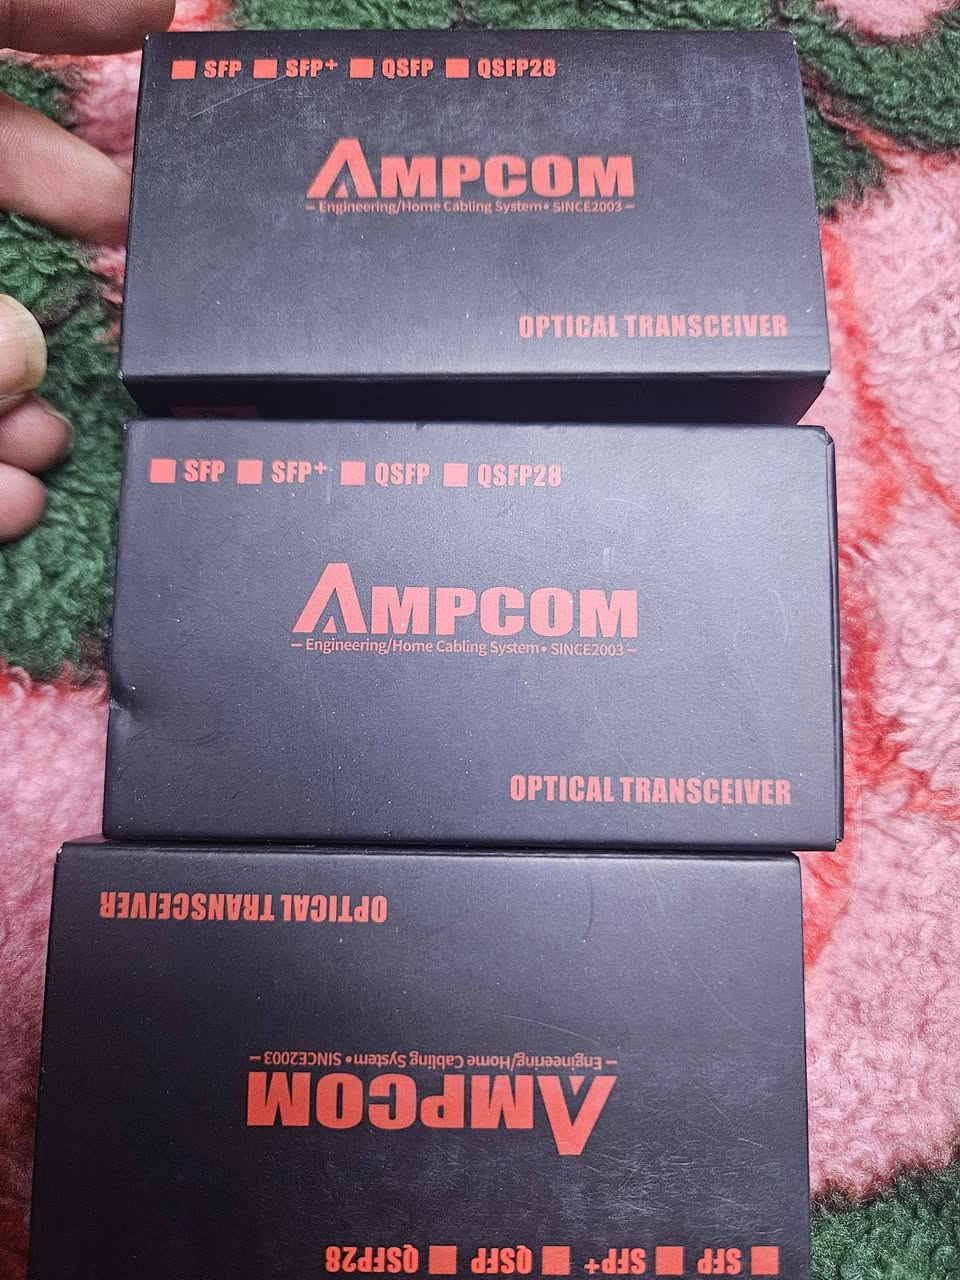 SFP SFP+ QSFP QSFP28
AMPCOM
– Engineering/Home Cabling System• SINCE2003 –
OPTICAL TRANSCEIVER
SFP SFP+ QSFP QSFP28
AMPCOM
– Engineering/Home Cabling System• SINCE2003 –
OPTICAL TRANSCEIVER
OPTICAL TRANSCEIVER
– Engineering/Home Cabling System• SINCE2003 –
AMPCOM
SFP SFP+ QSFP QSFP28